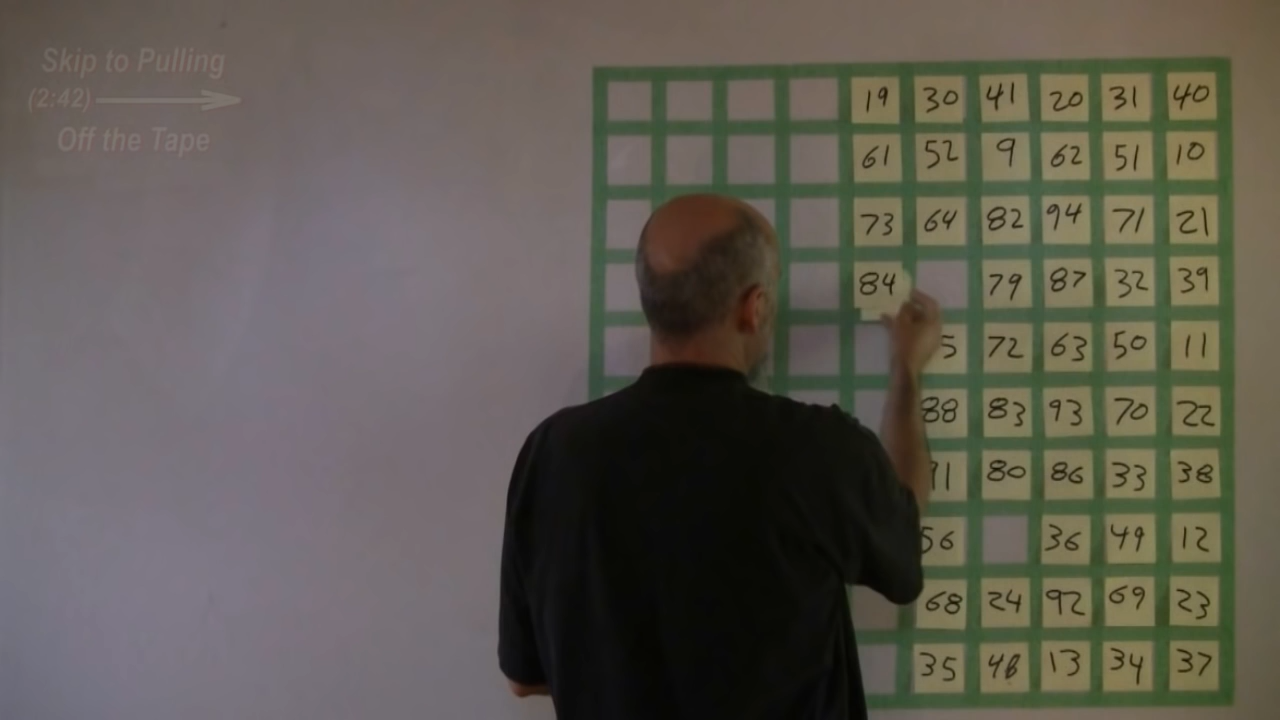 Skip to Pulling
(2:42)
Off the Tape
19 30 41 20 31 40
61 52 9 62 51 10
73 64 82 94 71 21
84 79 87 32 39
5 72 63 50 11
88 83 93 70 22
91 80 86 33 38
56 36 49 12
68 24 92 69 23
35 48 13 34 37